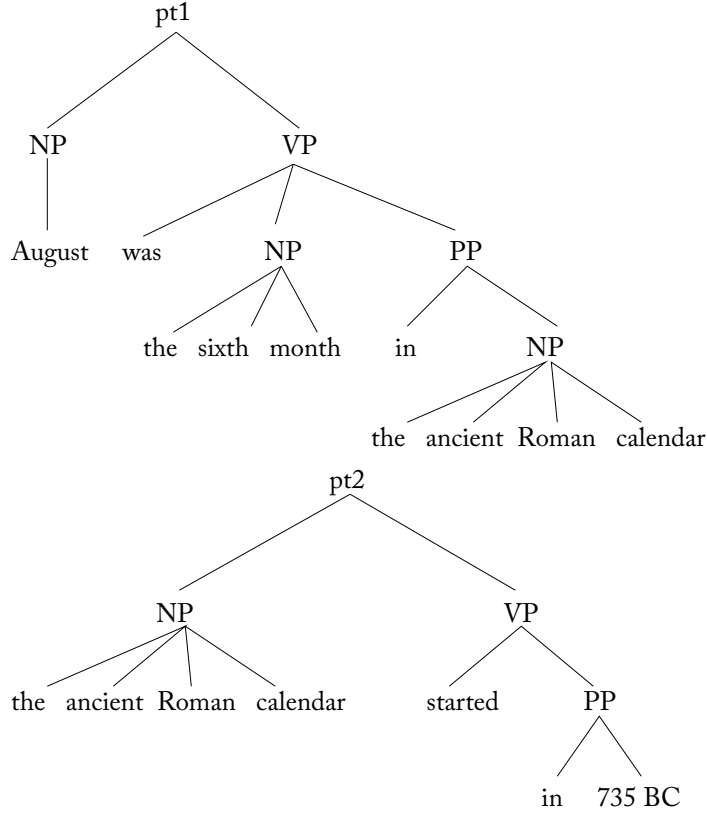 pt1
NP VP
August was NP PP
the sixth month in NP
the ancient Roman calendar
pt2
NP VP
the ancient Roman calendar started PP
in 735 BC